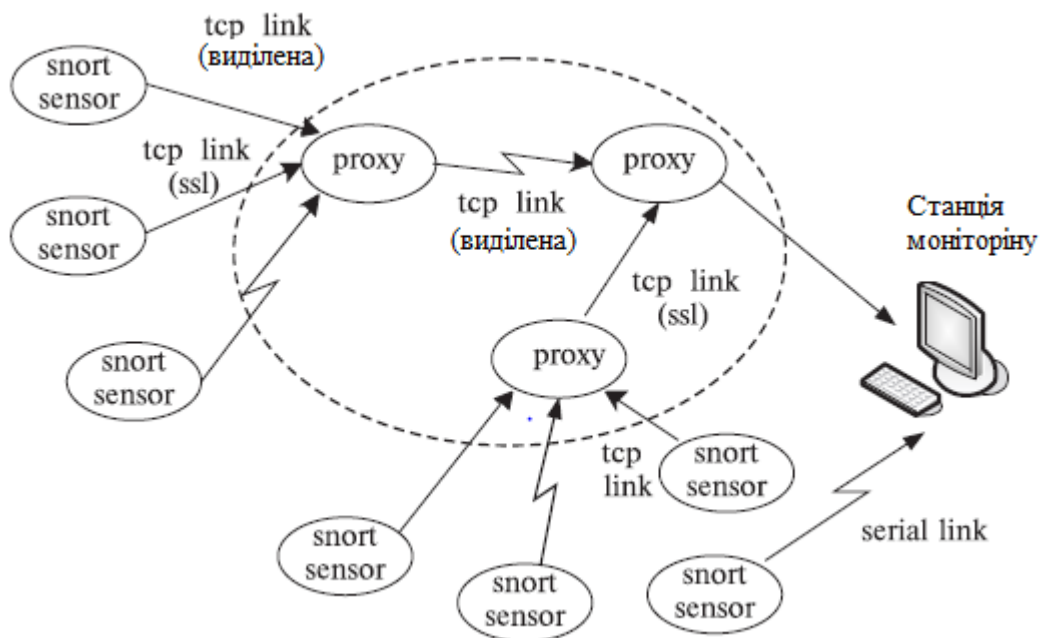 tcp link
(виділена)
snort
sensor
tcp link
(ssl)
proxy
proxy
snort
sensor
tcp link
(виділена)
Станція
моніторіну
tcp link
(ssl)
snort
sensor
proxy
tcp
link
snort
sensor
snort
sensor
snort
sensor
snort
sensor
serial link